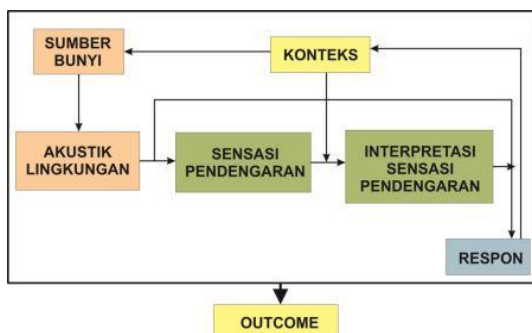 SUMBER
BUNYI
KONTEKS
AKUSTIK
LINGKUNGAN
SENSASI
PENDENGARAN
INTERPRETASI
SENSASI
PENDENGARAN
RESPON
OUTCOME